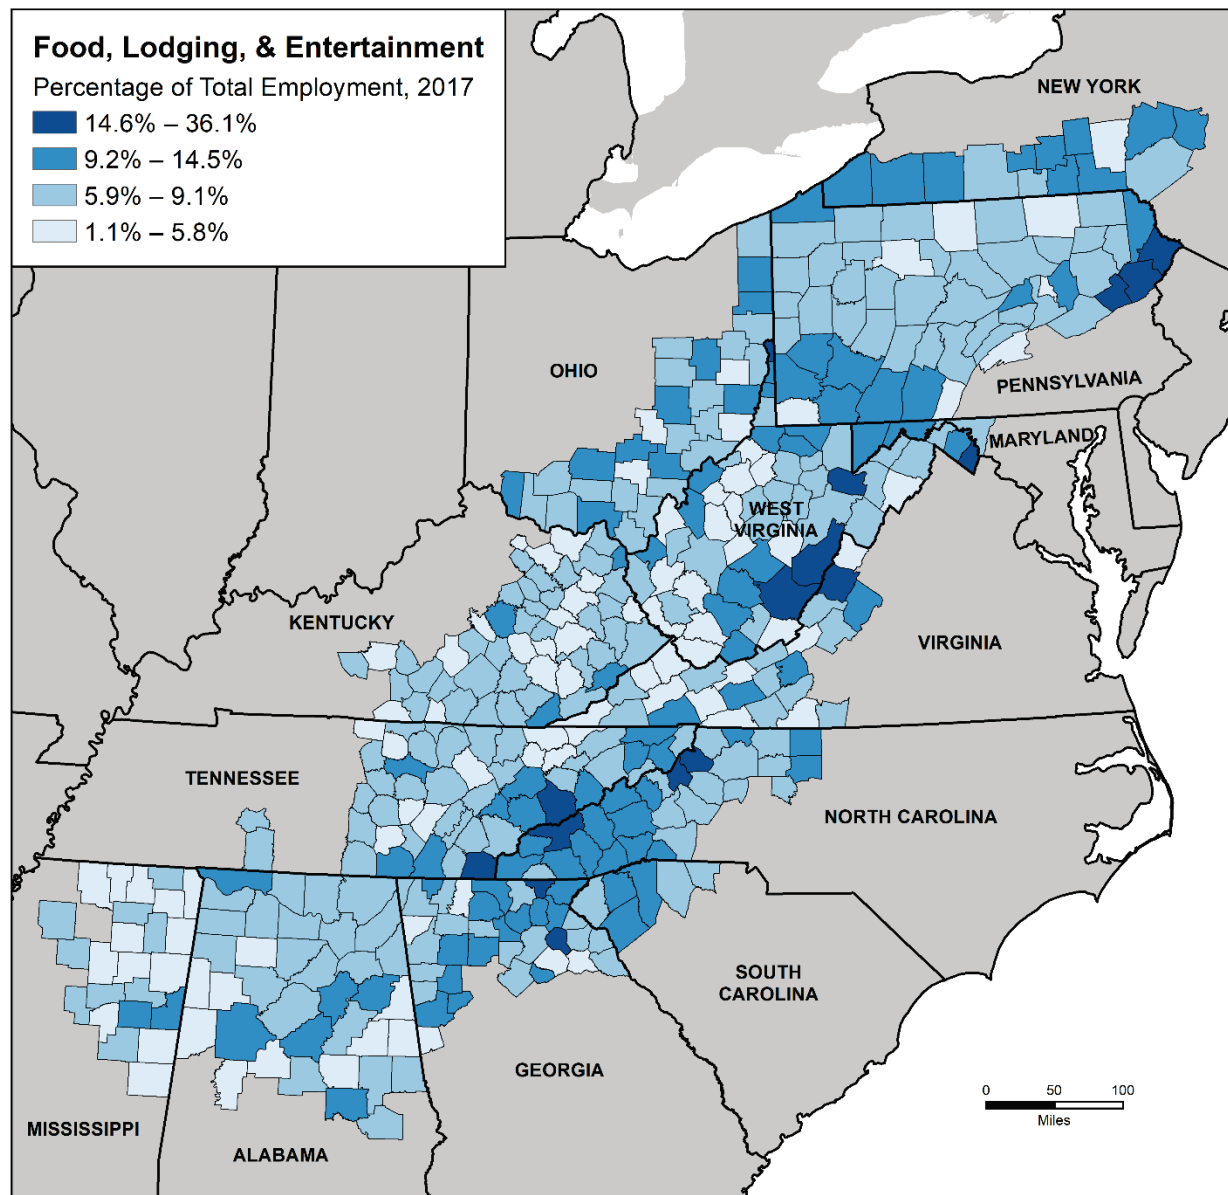 Food, Lodging, & Entertainment
Percentage of Total Employment, 2017
14.6% – 36.1%
9.2% – 14.5%
5.9% – 9.1%
1.1% – 5.8%
NEW YORK
OHIO
PENNSYLVANIA
MARYLAND
WEST
VIRGINIA
KENTUCKY
VIRGINIA
TENNESSEE
NORTH CAROLINA
SOUTH
CAROLINA
GEORGIA
MISSISSIPPI
ALABAMA
0 50 100
Miles